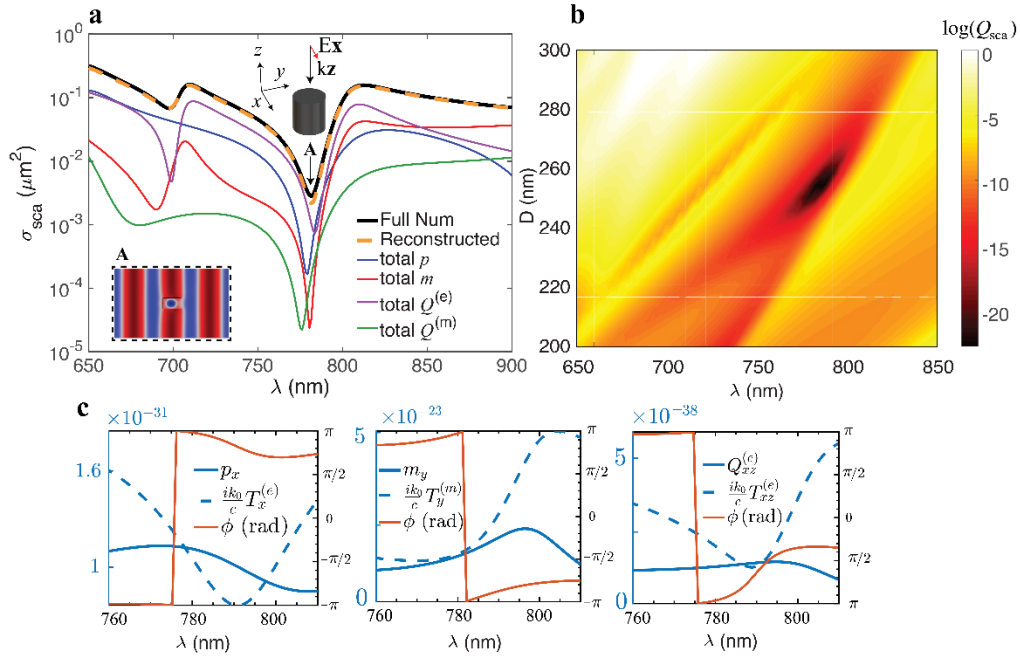 a
10^0
10^-1
10^-2
10^-3
10^-4
10^-5
σ_sca (μm^2)
650 700 750 800 850 900
λ (nm)
z
y
x
Ex
kz
A
Full Num
Reconstructed
total p
total m
total Q^(e)
total Q^(m)
A
b
log(Q_sca)
300
280
260
240
220
200
D (nm)
650 700 750 800 850
λ (nm)
0
-5
-10
-15
-20
c
×10^-31
1.6
1
p_x
ik_0/c T_x^(e)
ϕ (rad)
π
π/2
0
-π/2
-π
760 780 800
λ (nm)
×10 23
5
0
m_y
ik_0/c T_y^(m)
ϕ (rad)
π
π/2
0
-π/2
-π
760 780 800
λ (nm)
×10^-38
5
0
Q_xz^(e)
ik_0/c T_xz^(e)
ϕ (rad)
π
π/2
0
-π/2
π
760 780 800
λ (nm)